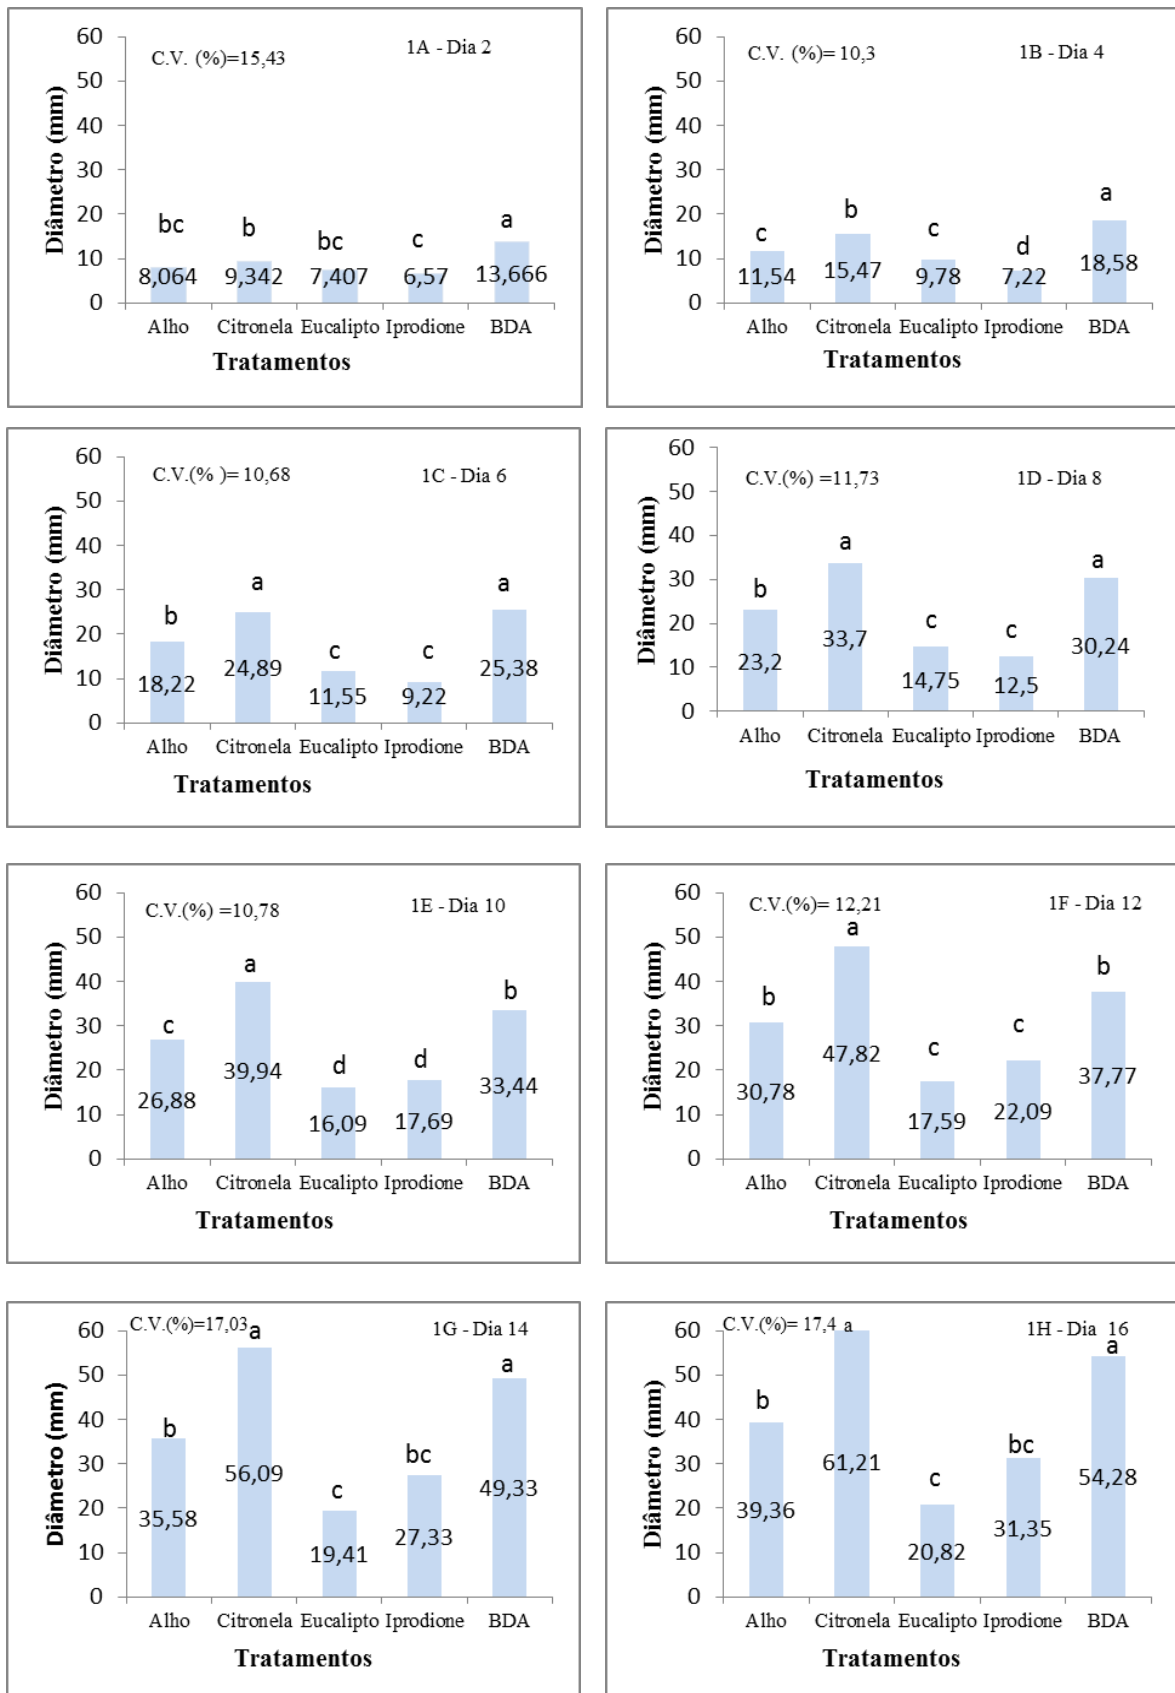 C.V. (%)=15,43
1A - Dia 2
Diâmetro (mm)
60
50
40
30
20
10
0
bc
b
bc
c
a
8,064
9,342
7,407
6,57
13,666
Alho
Citronela
Eucalipto
Iprodione
BDA
Tratamentos
C.V. (%)= 10,3
1B - Dia 4
Diâmetro (mm)
60
50
40
30
20
10
0
c
b
c
d
a
11,54
15,47
9,78
7,22
18,58
Alho
Citronela
Eucalipto
Iprodione
BDA
Tratamentos
C.V.(% )= 10,68
1C - Dia 6
Diâmetro (mm)
60
50
40
30
20
10
0
b
a
c
c
a
18,22
24,89
11,55
9,22
25,38
Alho
Citronela
Eucalipto
Iprodione
BDA
Tratamentos
C.V.(%) =11,73
1D - Dia 8
Diâmetro (mm)
60
50
40
30
20
10
0
b
a
c
c
a
23,2
33,7
14,75
12,5
30,24
Alho
Citronela
Eucalipto
Iprodione
BDA
Tratamentos
C.V.(%) =10,78
1E - Dia 10
Diâmetro (mm)
60
50
40
30
20
10
0
c
a
d
d
b
26,88
39,94
16,09
17,69
33,44
Alho
Citronela
Eucalipto
Iprodione
BDA
Tratamentos
C.V.(%)= 12,21
1F - Dia 12
Diâmetro (mm)
60
50
40
30
20
10
0
b
a
c
c
b
30,78
47,82
17,59
22,09
37,77
Alho
Citronela
Eucalipto
Iprodione
BDA
Tratamentos
C.V.(%)=17,03
1G - Dia 14
Diâmetro (mm)
60
50
40
30
20
10
0
b
a
c
bc
a
35,58
56,09
19,41
27,33
49,33
Alho
Citronela
Eucalipto
Iprodione
BDA
Tratamentos
C.V.(%)= 17,4
1H - Dia 16
Diâmetro (mm)
60
50
40
30
20
10
0
b
a
c
bc
a
39,36
61,21
20,82
31,35
54,28
Alho
Citronela
Eucalipto
Iprodione
BDA
Tratamentos